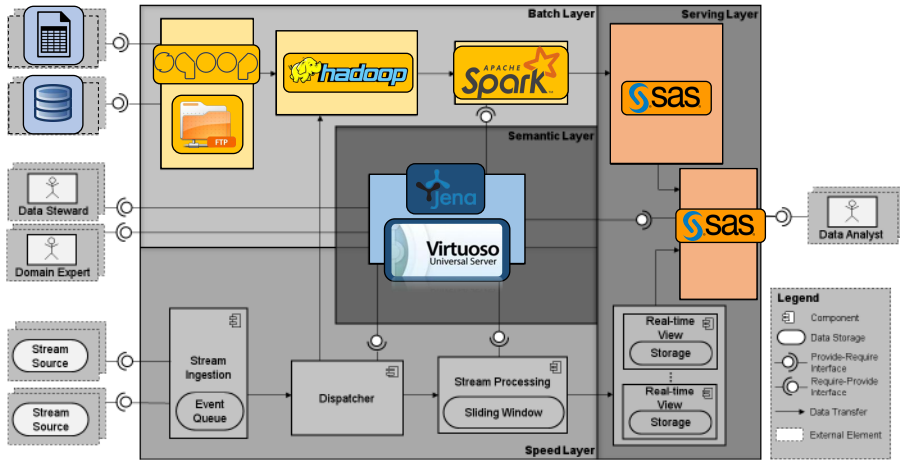 Batch Layer
Serving Layer
sqoop
hadoop
APACHE
Spark
TM
sas
FTP
Semantic Layer
Jena
Data Steward
sas
Virtuoso
Universal Server
Data Analyst
Domain Expert
Legend
Component
Data Storage
Provide-Require
Interface
Require-Provide
Interface
Data Transfer
External Element
Stream
Source
Stream
Ingestion
Event
Queue
Dispatcher
Stream Processing
Sliding Window
Real-time
View
Storage
Real-time
View
Storage
Stream
Source
Speed Layer